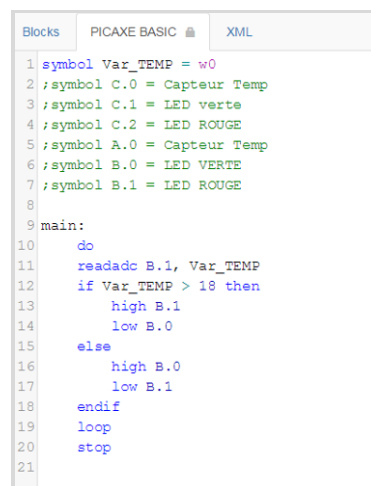 Blocks PICAXE BASIC XML
1 symbol Var_TEMP = w0
2 ;symbol C.0 = Capteur Temp
3 ;symbol C.1 = LED verte
4 ;symbol C.2 = LED ROUGE
5 ;symbol A.0 = Capteur Temp
6 ;symbol B.0 = LED VERTE
7 ;symbol B.1 = LED ROUGE
8
9 main:
10 do
11 readadc B.1, Var_TEMP
12 if Var_TEMP > 18 then
13 high B.1
14 low B.0
15 else
16 high B.0
17 low B.1
18 endif
19 loop
20 stop
21